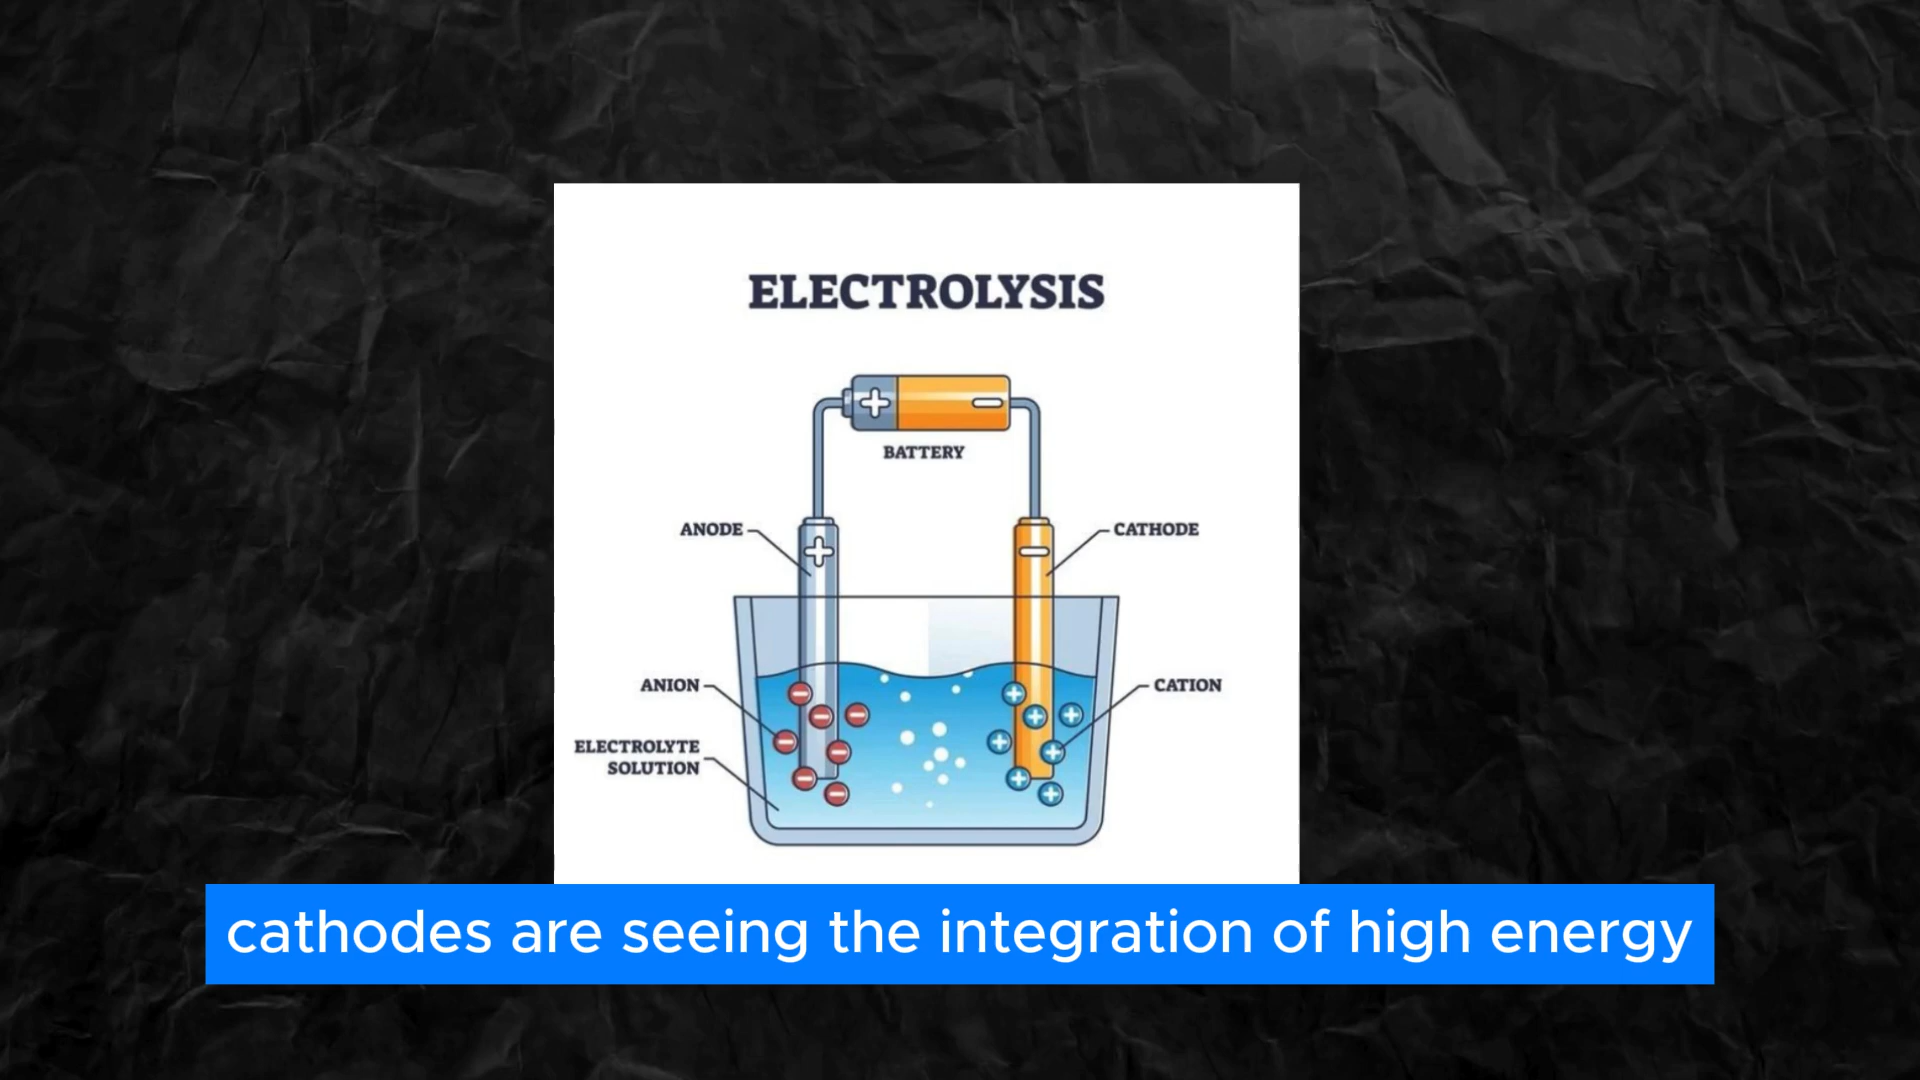 ELECTROLYSIS
BATTERY
ANODE
CATHODE
ANION
CATION
ELECTROLYTE
SOLUTION
cathodes are seeing the integration of high energy